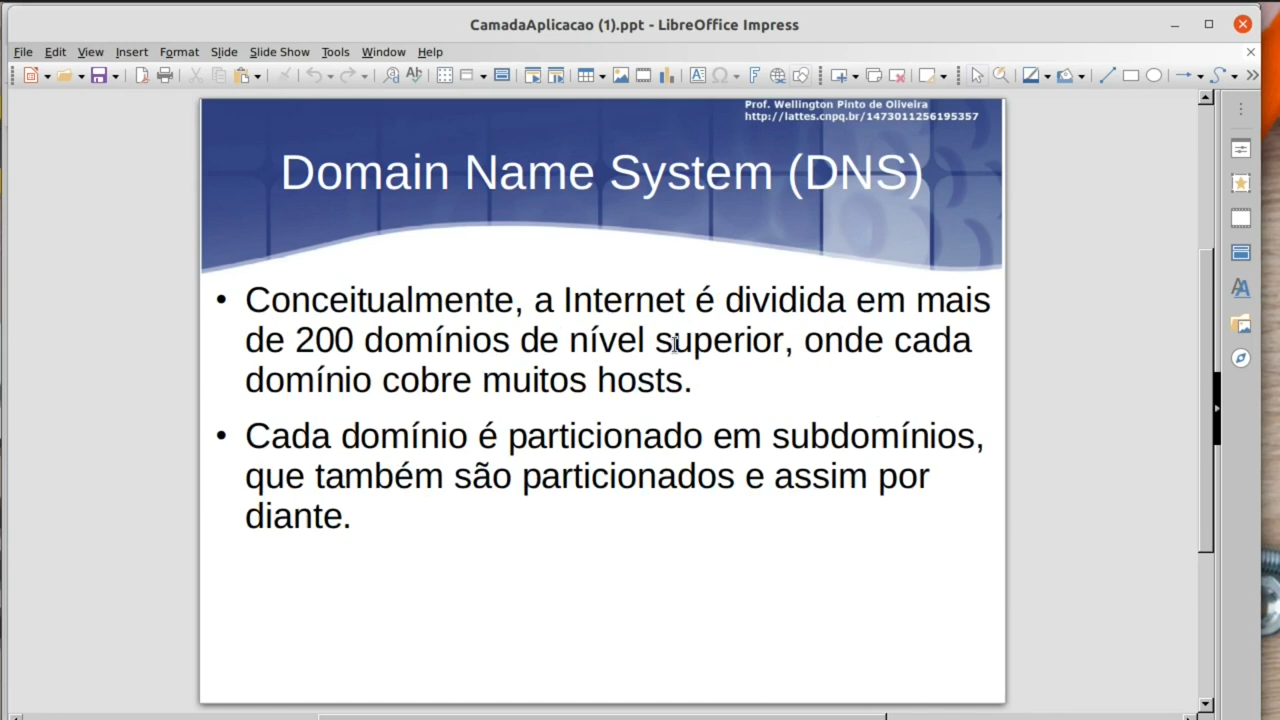 CamadaAplicacao (1).ppt - LibreOffice Impress
File Edit View Insert Format Slide Slide Show Tools Window Help
Prof. Wellington Pinto de Oliveira
http://lattes.cnpq.br/1473011256195357
Domain Name System (DNS)
• Conceitualmente, a Internet é dividida em mais
de 200 domínios de nível superior, onde cada
domínio cobre muitos hosts.
• Cada domínio é particionado em subdomínios,
que também são particionados e assim por
diante.